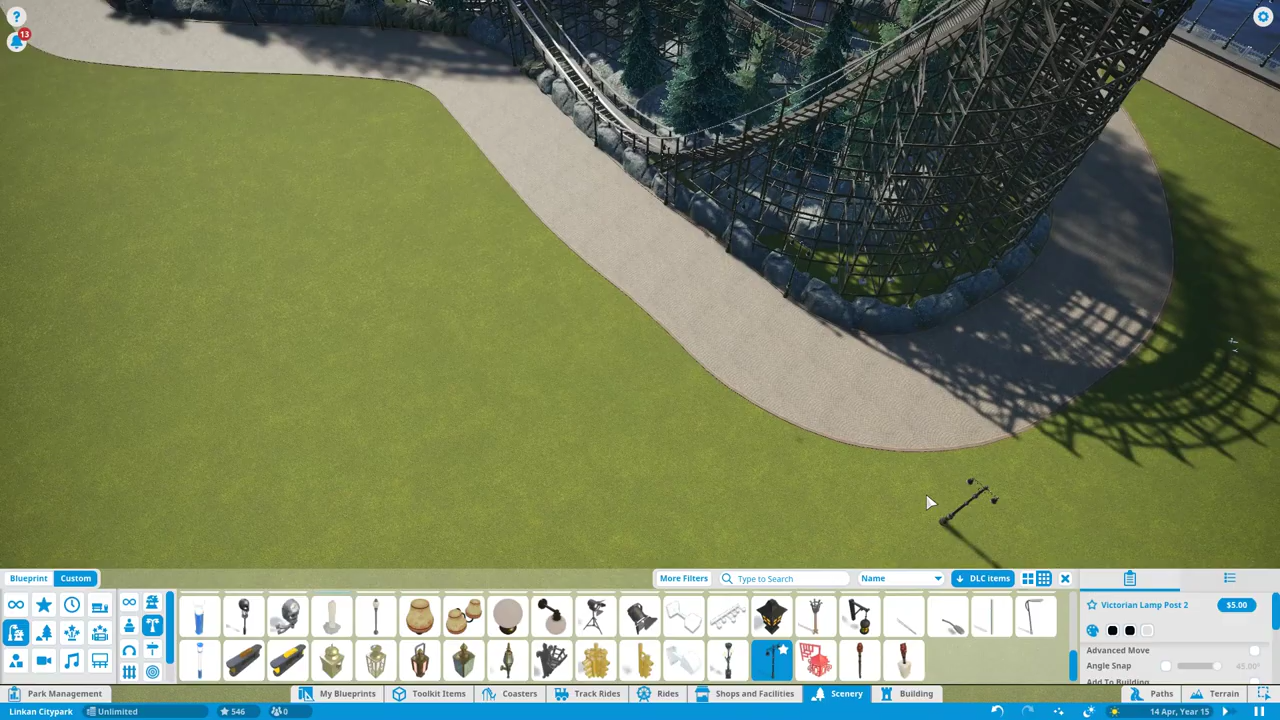 ?
13
Blueprint Custom More Filters Type to Search Name DLC items
Victorian Lamp Post 2 $5.00
Advanced Move
Angle Snap 45.00°
Add To Building
Park Management My Blueprints Toolkit Items Coasters Track Rides Rides Shops and Facilities Scenery Building Paths Terrain
Linkan Citypark Unlimited 546 0 14 Apr, Year 15